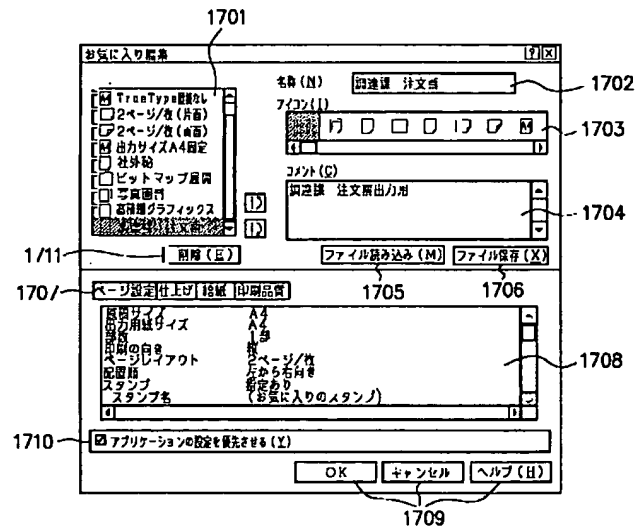 1701
お気に入り編集
名称(N)
調達課 注文書
1702
アイコン(I)
1703
TrueType置換なし
2ページ/枚(片面)
2ページ/枚(両面)
出力サイズA4固定
社外秘
ビットマップ展開
写真画質
高精細グラフィックス
コメント(C)
調達課 注文書出力用
1704
1/11
削除(E)
ファイル読み込み(M)
ファイル保存(X)
170/
1705
1706
ページ設定 仕上げ 給紙 印刷品質
原稿サイズ A4
出力用紙サイズ A4
部数 1部
印刷の向き 縦
ページレイアウト 2ページ/枚
配置順 左から右向き
スタンプ 指定あり
スタンプ名 (お気に入りのスタンプ)
1708
1710
アプリケーションの設定を優先させる(Y)
OK
キャンセル
ヘルプ(H)
1709